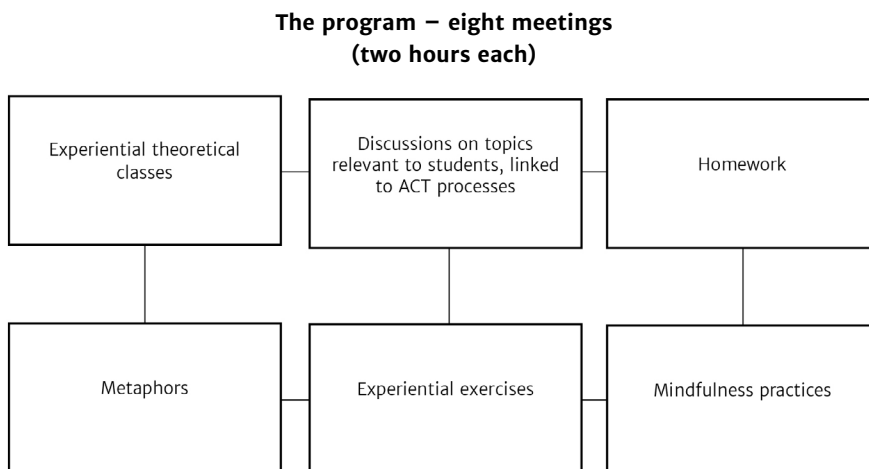 The program – eight meetings
(two hours each)
Experiential theoretical
classes
Discussions on topics
relevant to students, linked
to ACT processes
Homework
Metaphors
Experiential exercises
Mindfulness practices